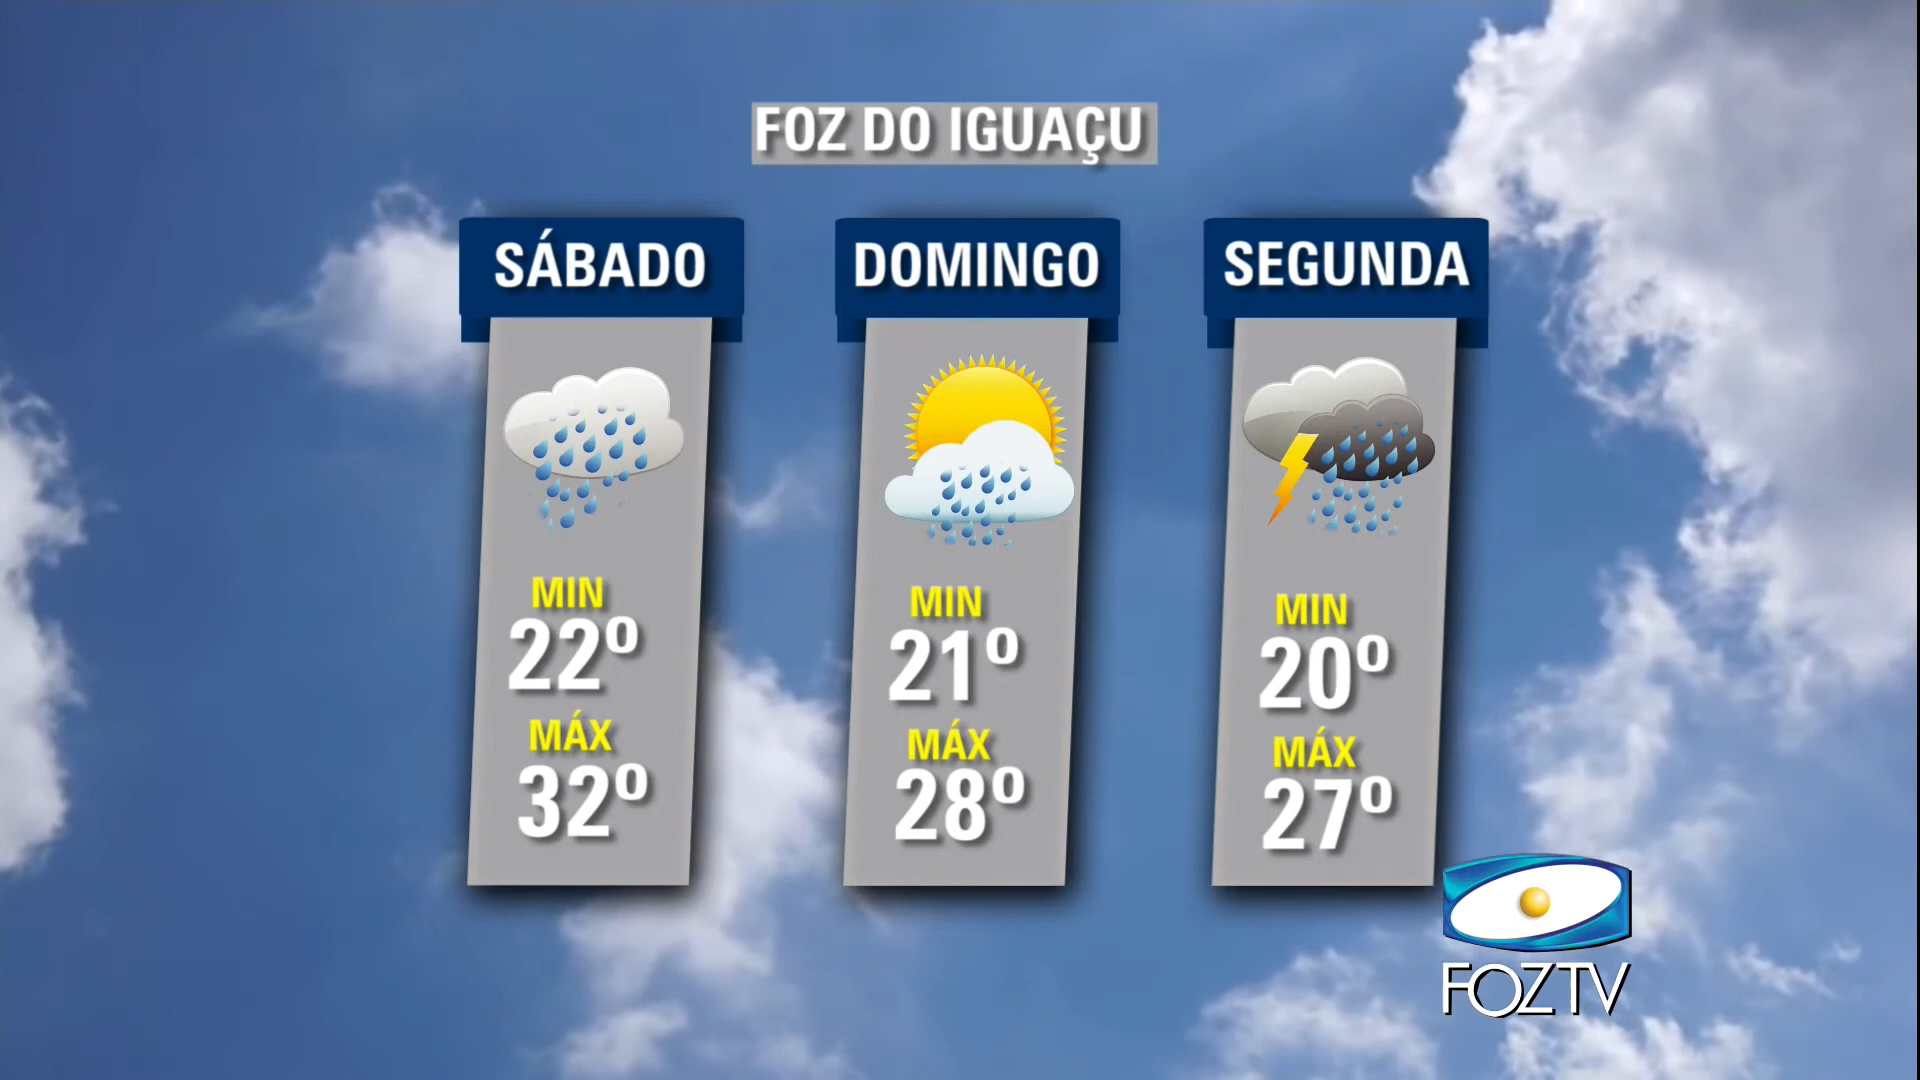 FOZ DO IGUAÇU
SÁBADO
MIN
22º
MÁX
32º
DOMINGO
MIN
21º
MÁX
28º
SEGUNDA
MIN
20º
MÁX
27º
FOZTV